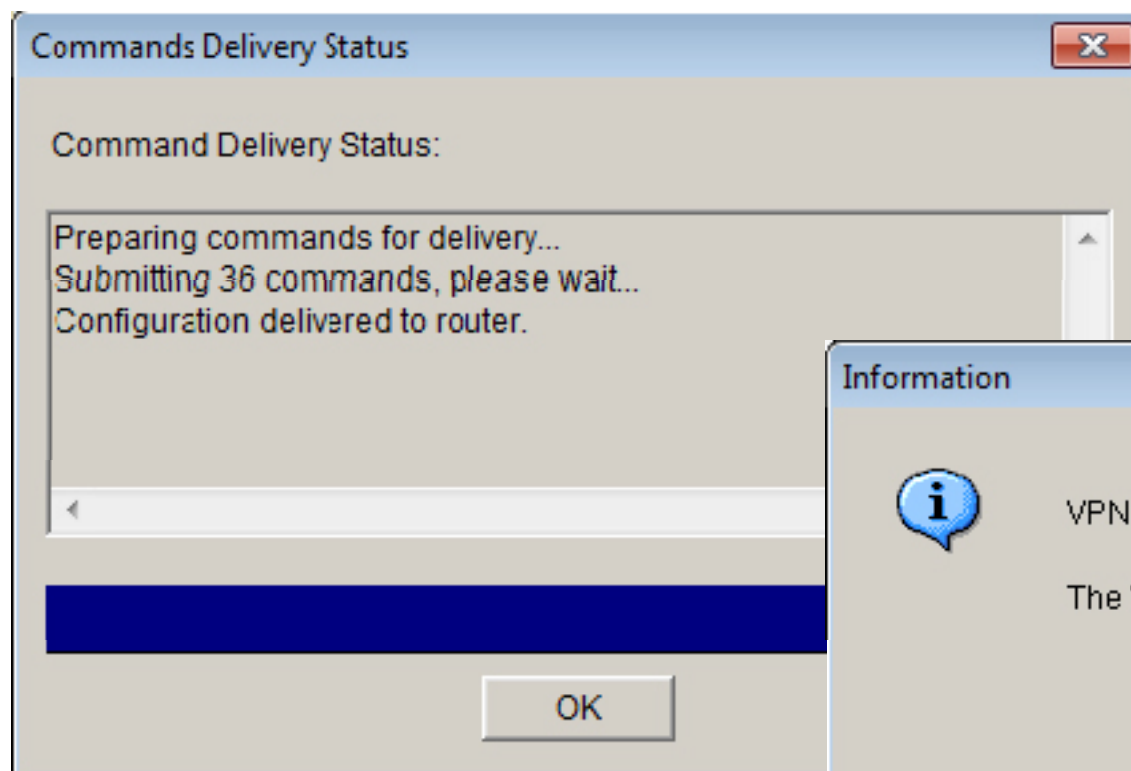 Commands Delivery Status
Command Delivery Status:
Preparing commands for delivery...
Submitting 36 commands, please wait...
Configuration delivered to router.
OK
Information
VPN
The